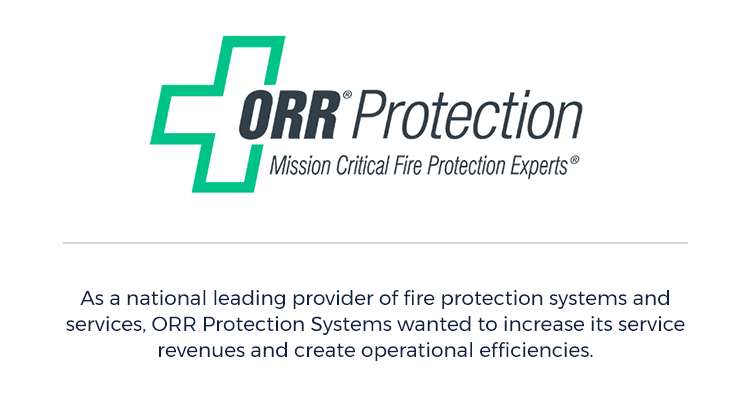 ORR® Protection
Mission Critical Fire Protection Experts®
As a national leading provider of fire protection systems and
services, ORR Protection Systems wanted to increase its service
revenues and create operational efficiencies.